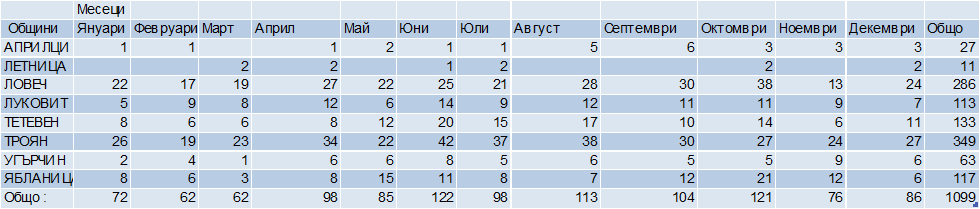 Месеци
Общини Януари Февруари Март Април Май Юни Юли Август Септември Октомври Ноември Декември Общо
АПРИЛЦИ 1 1 1 2 1 1 5 6 3 3 3 27
ЛЕТНИЦА 2 2 1 2 2 2 11
ЛОВЕЧ 22 17 19 27 22 25 21 28 30 38 13 24 286
ЛУКОВИТ 5 9 8 12 6 14 9 12 11 11 9 7 113
ТЕТЕВЕН 8 6 6 8 12 20 15 17 10 14 6 11 133
ТРОЯН 26 19 23 34 22 42 37 38 30 27 24 27 349
УГЪРЧИН 2 4 1 6 6 8 5 6 5 5 9 6 63
ЯБЛАНИЦА 8 6 3 8 15 11 8 7 12 21 12 6 117
Общо : 72 62 62 98 85 122 98 113 104 121 76 86 1099